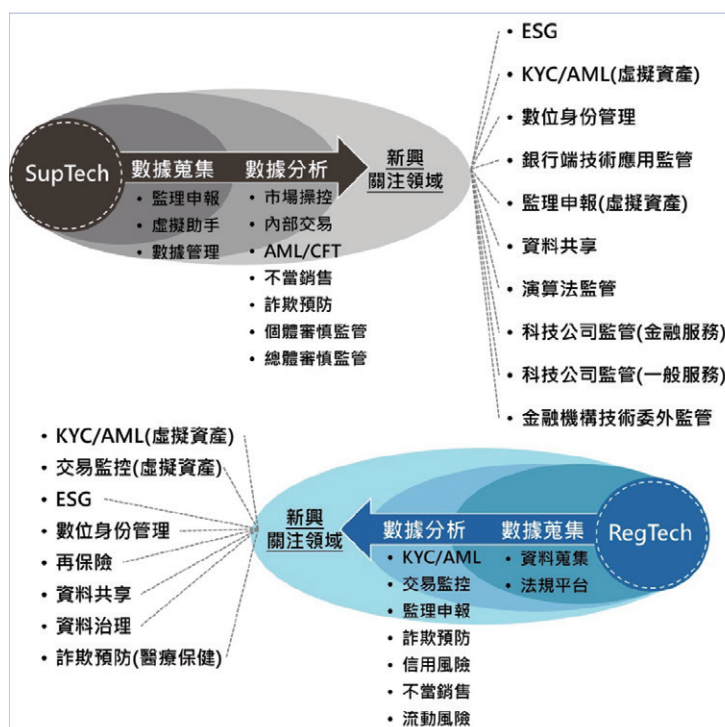 SupTech
數據蒐集
• 監理申報
• 虛擬助手
• 數據管理
數據分析
• 市場操控
• 內部交易
• AML/CFT
• 不當銷售
• 詐欺預防
• 個體審慎監管
• 總體審慎監管
新興
關注領域
• ESG
• KYC/AML(虛擬資產)
• 數位身份管理
• 銀行端技術應用監管
• 監理申報(虛擬資產)
• 資料共享
• 演算法監管
• 科技公司監管(金融服務)
• 科技公司監管(一般服務)
• 金融機構技術委外監管
• KYC/AML(虛擬資產)
• 交易監控(虛擬資產)
• ESG
• 數位身份管理
• 再保險
• 資料共享
• 資料治理
• 詐欺預防(醫療保健)
新興
關注領域
數據分析
• KYC/AML
• 交易監控
• 監理申報
• 詐欺預防
• 信用風險
• 不當銷售
• 流動風險
數據蒐集
• 資料蒐集
• 法規平台
RegTech